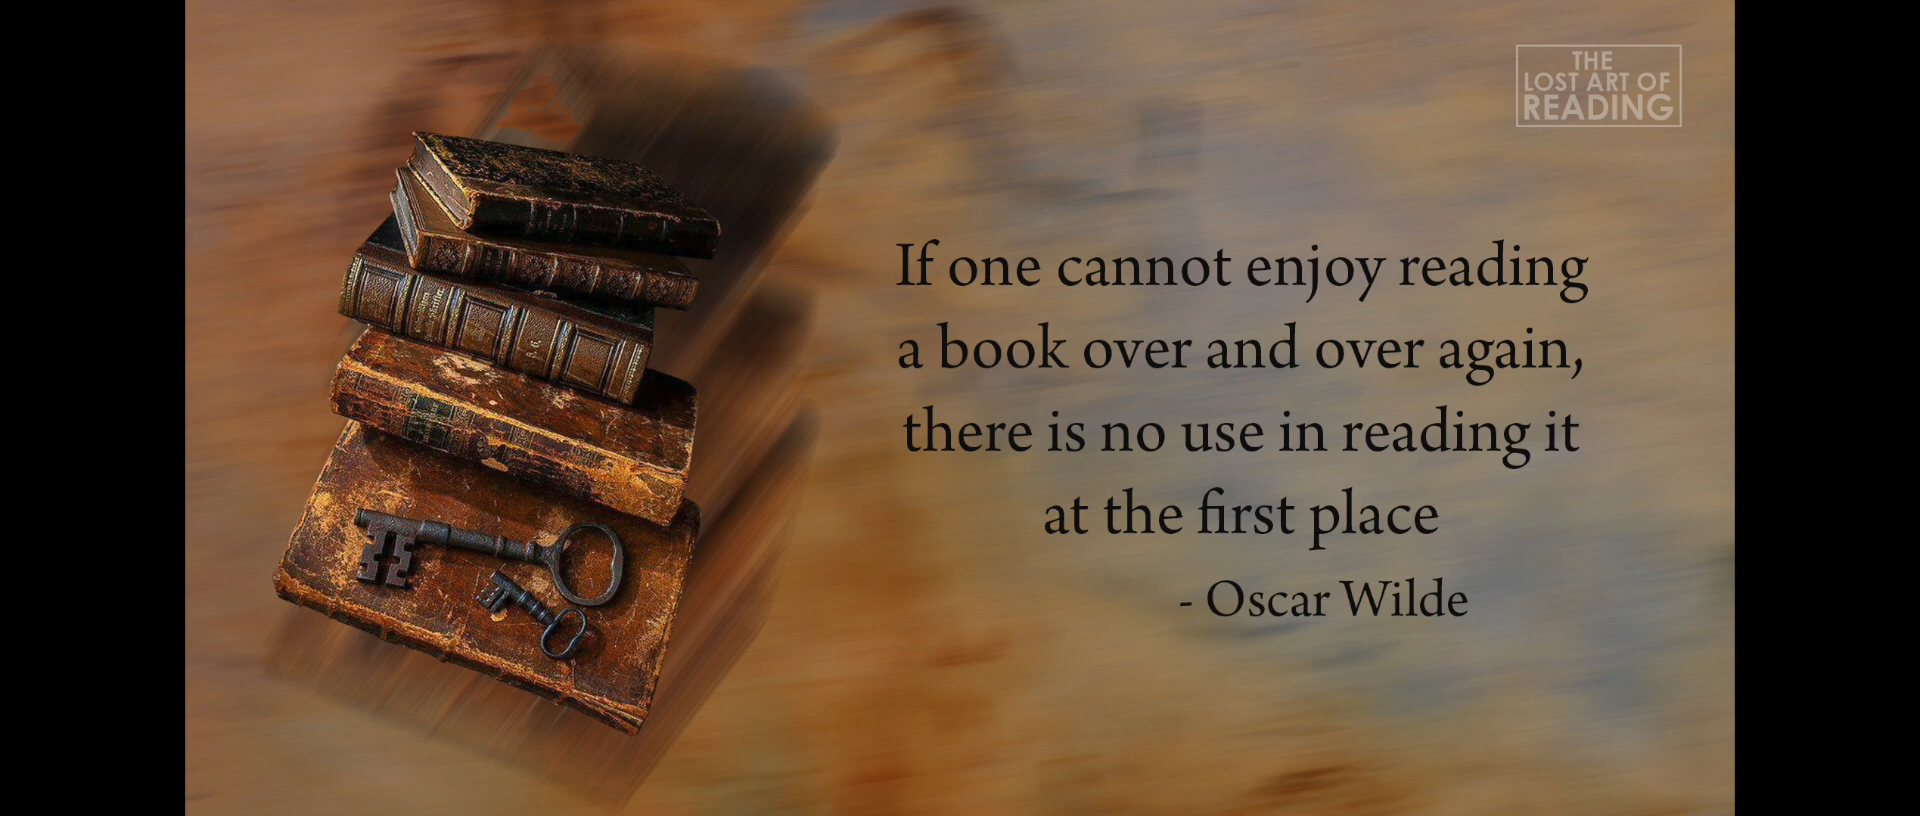 THE
LOST ART OF
READING
If one cannot enjoy reading
a book over and over again,
there is no use in reading it
at the first place
- Oscar Wilde